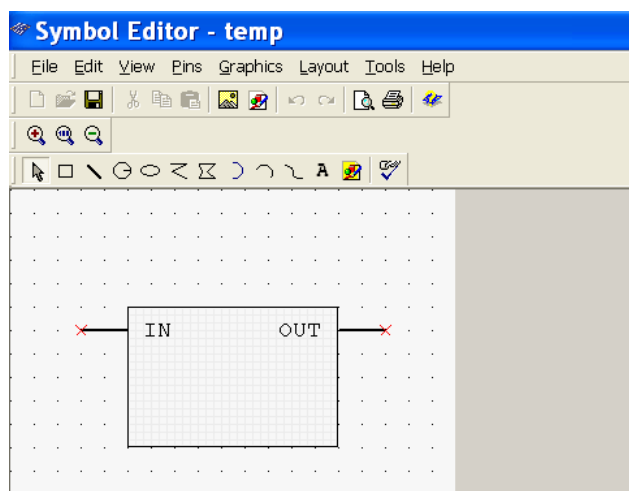 Symbol Editor - temp
File Edit View Pins Graphics Layout Tools Help
A
IN OUT